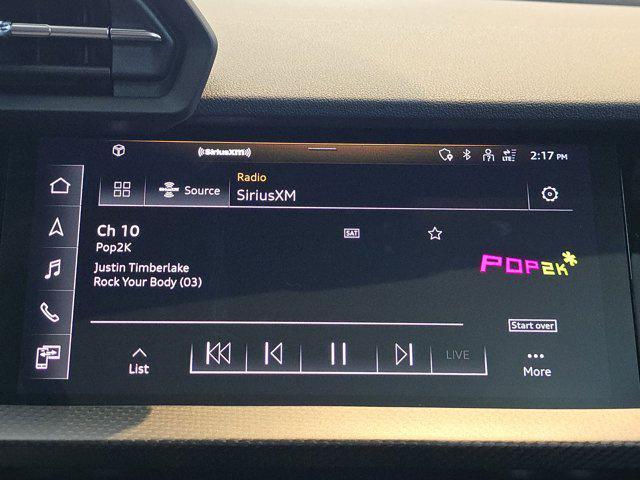 ((SiriusXM))
LTE
2:17 PM
Radio
Source
SiriusXM
Ch 10
SAT
Pop2K
POP2K*
Justin Timberlake
Rock Your Body (03)
Start over
LIVE
List
More